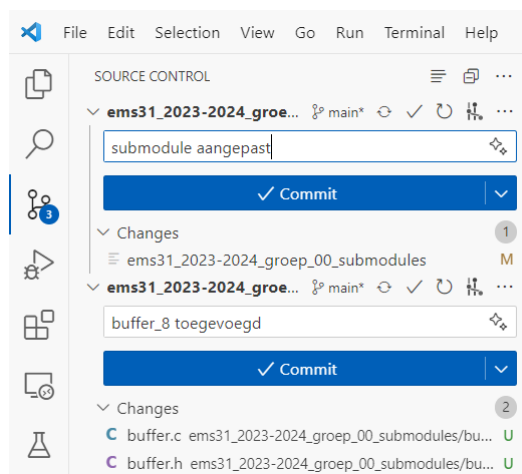 File Edit Selection View Go Run Terminal Help
SOURCE CONTROL
ems31_2023-2024_groe... main*
submodule aangepast
Commit
Changes 1
ems31_2023-2024_groep_00_submodules M
3
ems31_2023-2024_groe... main*
buffer_8 toegevoegd
Commit
Changes 2
C buffer.c ems31_2023-2024_groep_00_submodules/bu... U
C buffer.h ems31_2023-2024_groep_00_submodules/bu... U